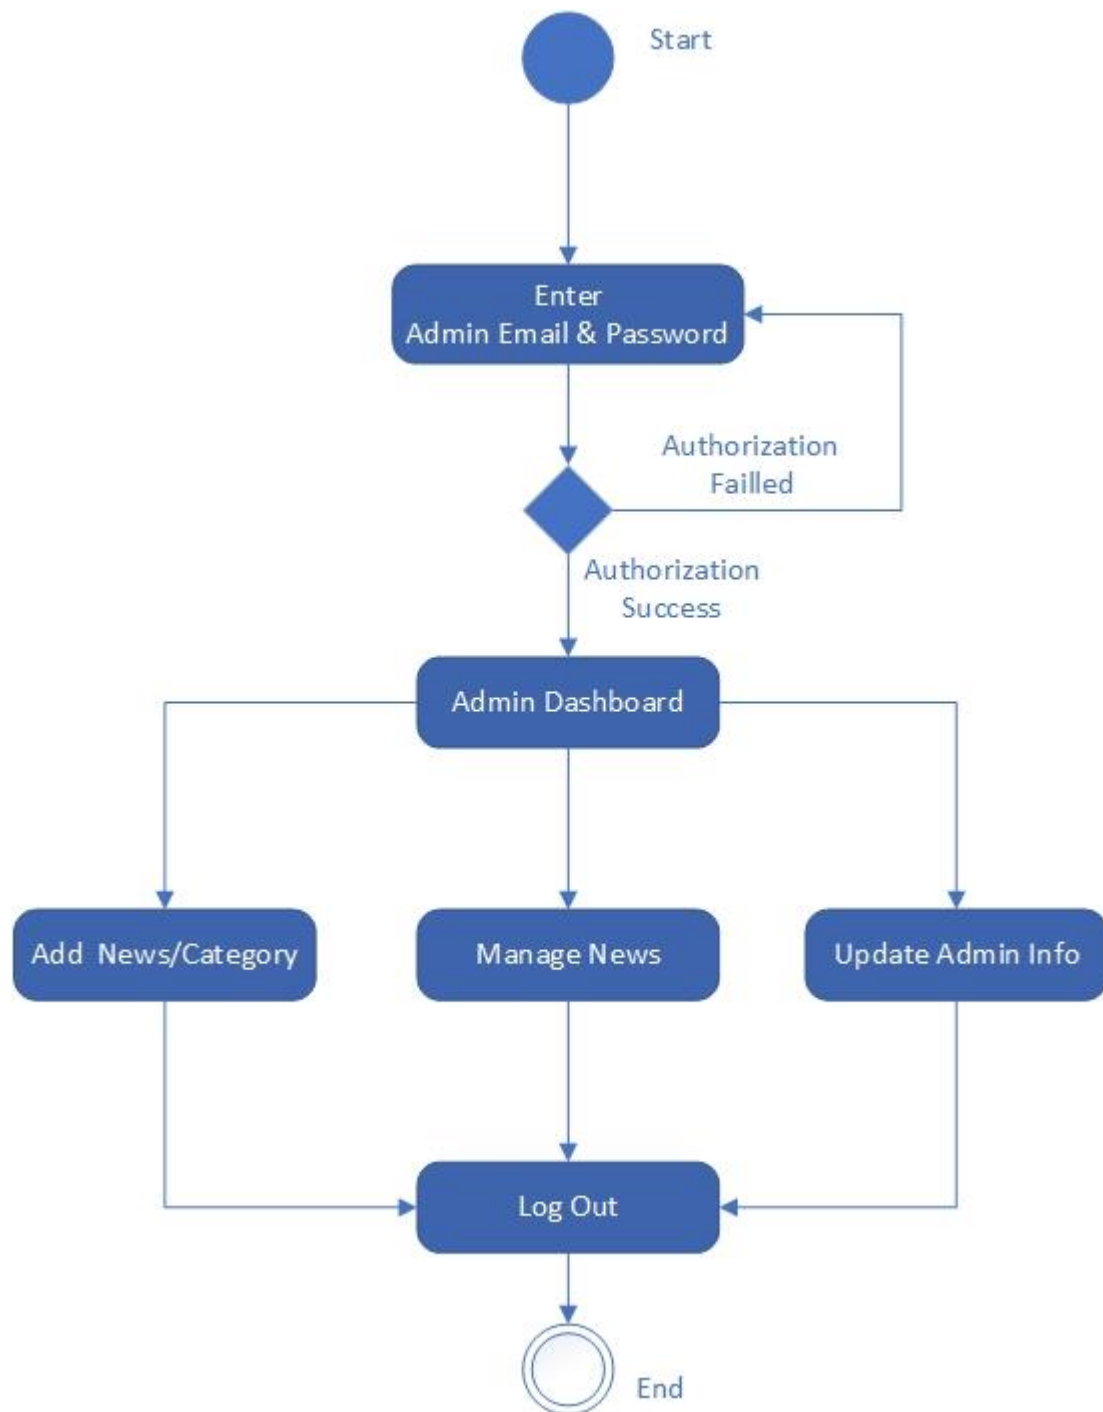 Start
Enter
Admin Email & Password
Authorization
Failled
Authorization
Success
Admin Dashboard
Add  News/Category
Manage News
Update Admin Info
Log Out
End